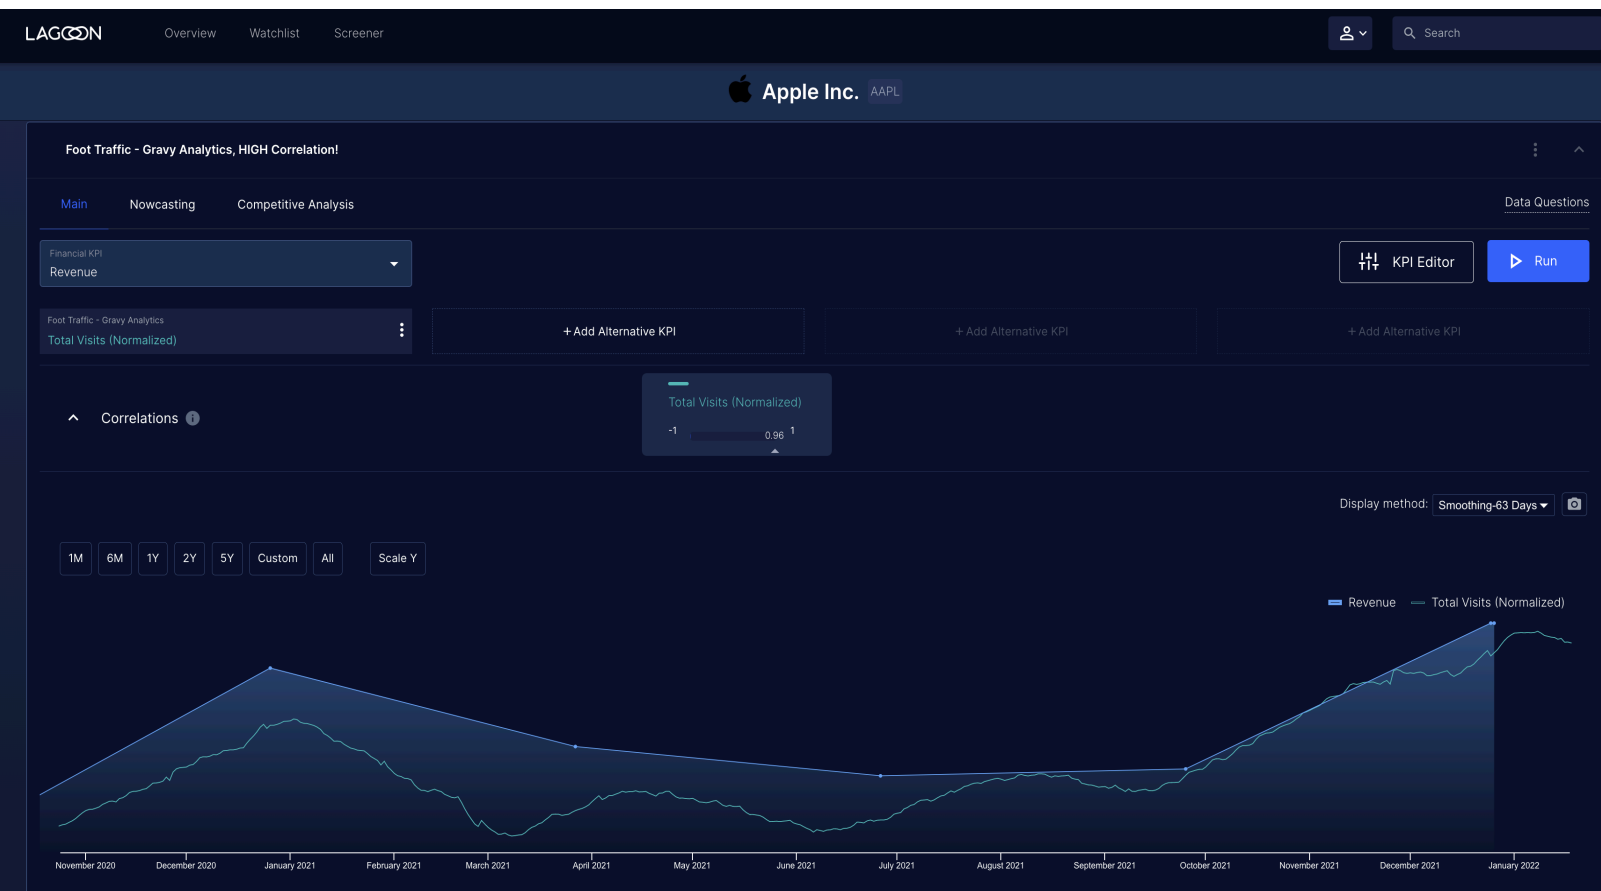 LAGOON Overview Watchlist Screener Search
Apple Inc. AAPL
Foot Traffic - Gravy Analytics, HIGH Correlation!
Main Nowcasting Competitive Analysis Data Questions
Financial KPI
Revenue
KPI Editor Run
Foot Traffic - Gravy Analytics
Total Visits (Normalized)
+ Add Alternative KPI + Add Alternative KPI + Add Alternative KPI
Correlations i
Total Visits (Normalized)
-1 0.96 1
Display method: Smoothing-63 Days
1M 6M 1Y 2Y 5Y Custom All Scale Y
Revenue Total Visits (Normalized)
November 2020 December 2020 January 2021 February 2021 March 2021 April 2021 May 2021 June 2021 July 2021 August 2021 September 2021 October 2021 November 2021 December 2021 January 2022